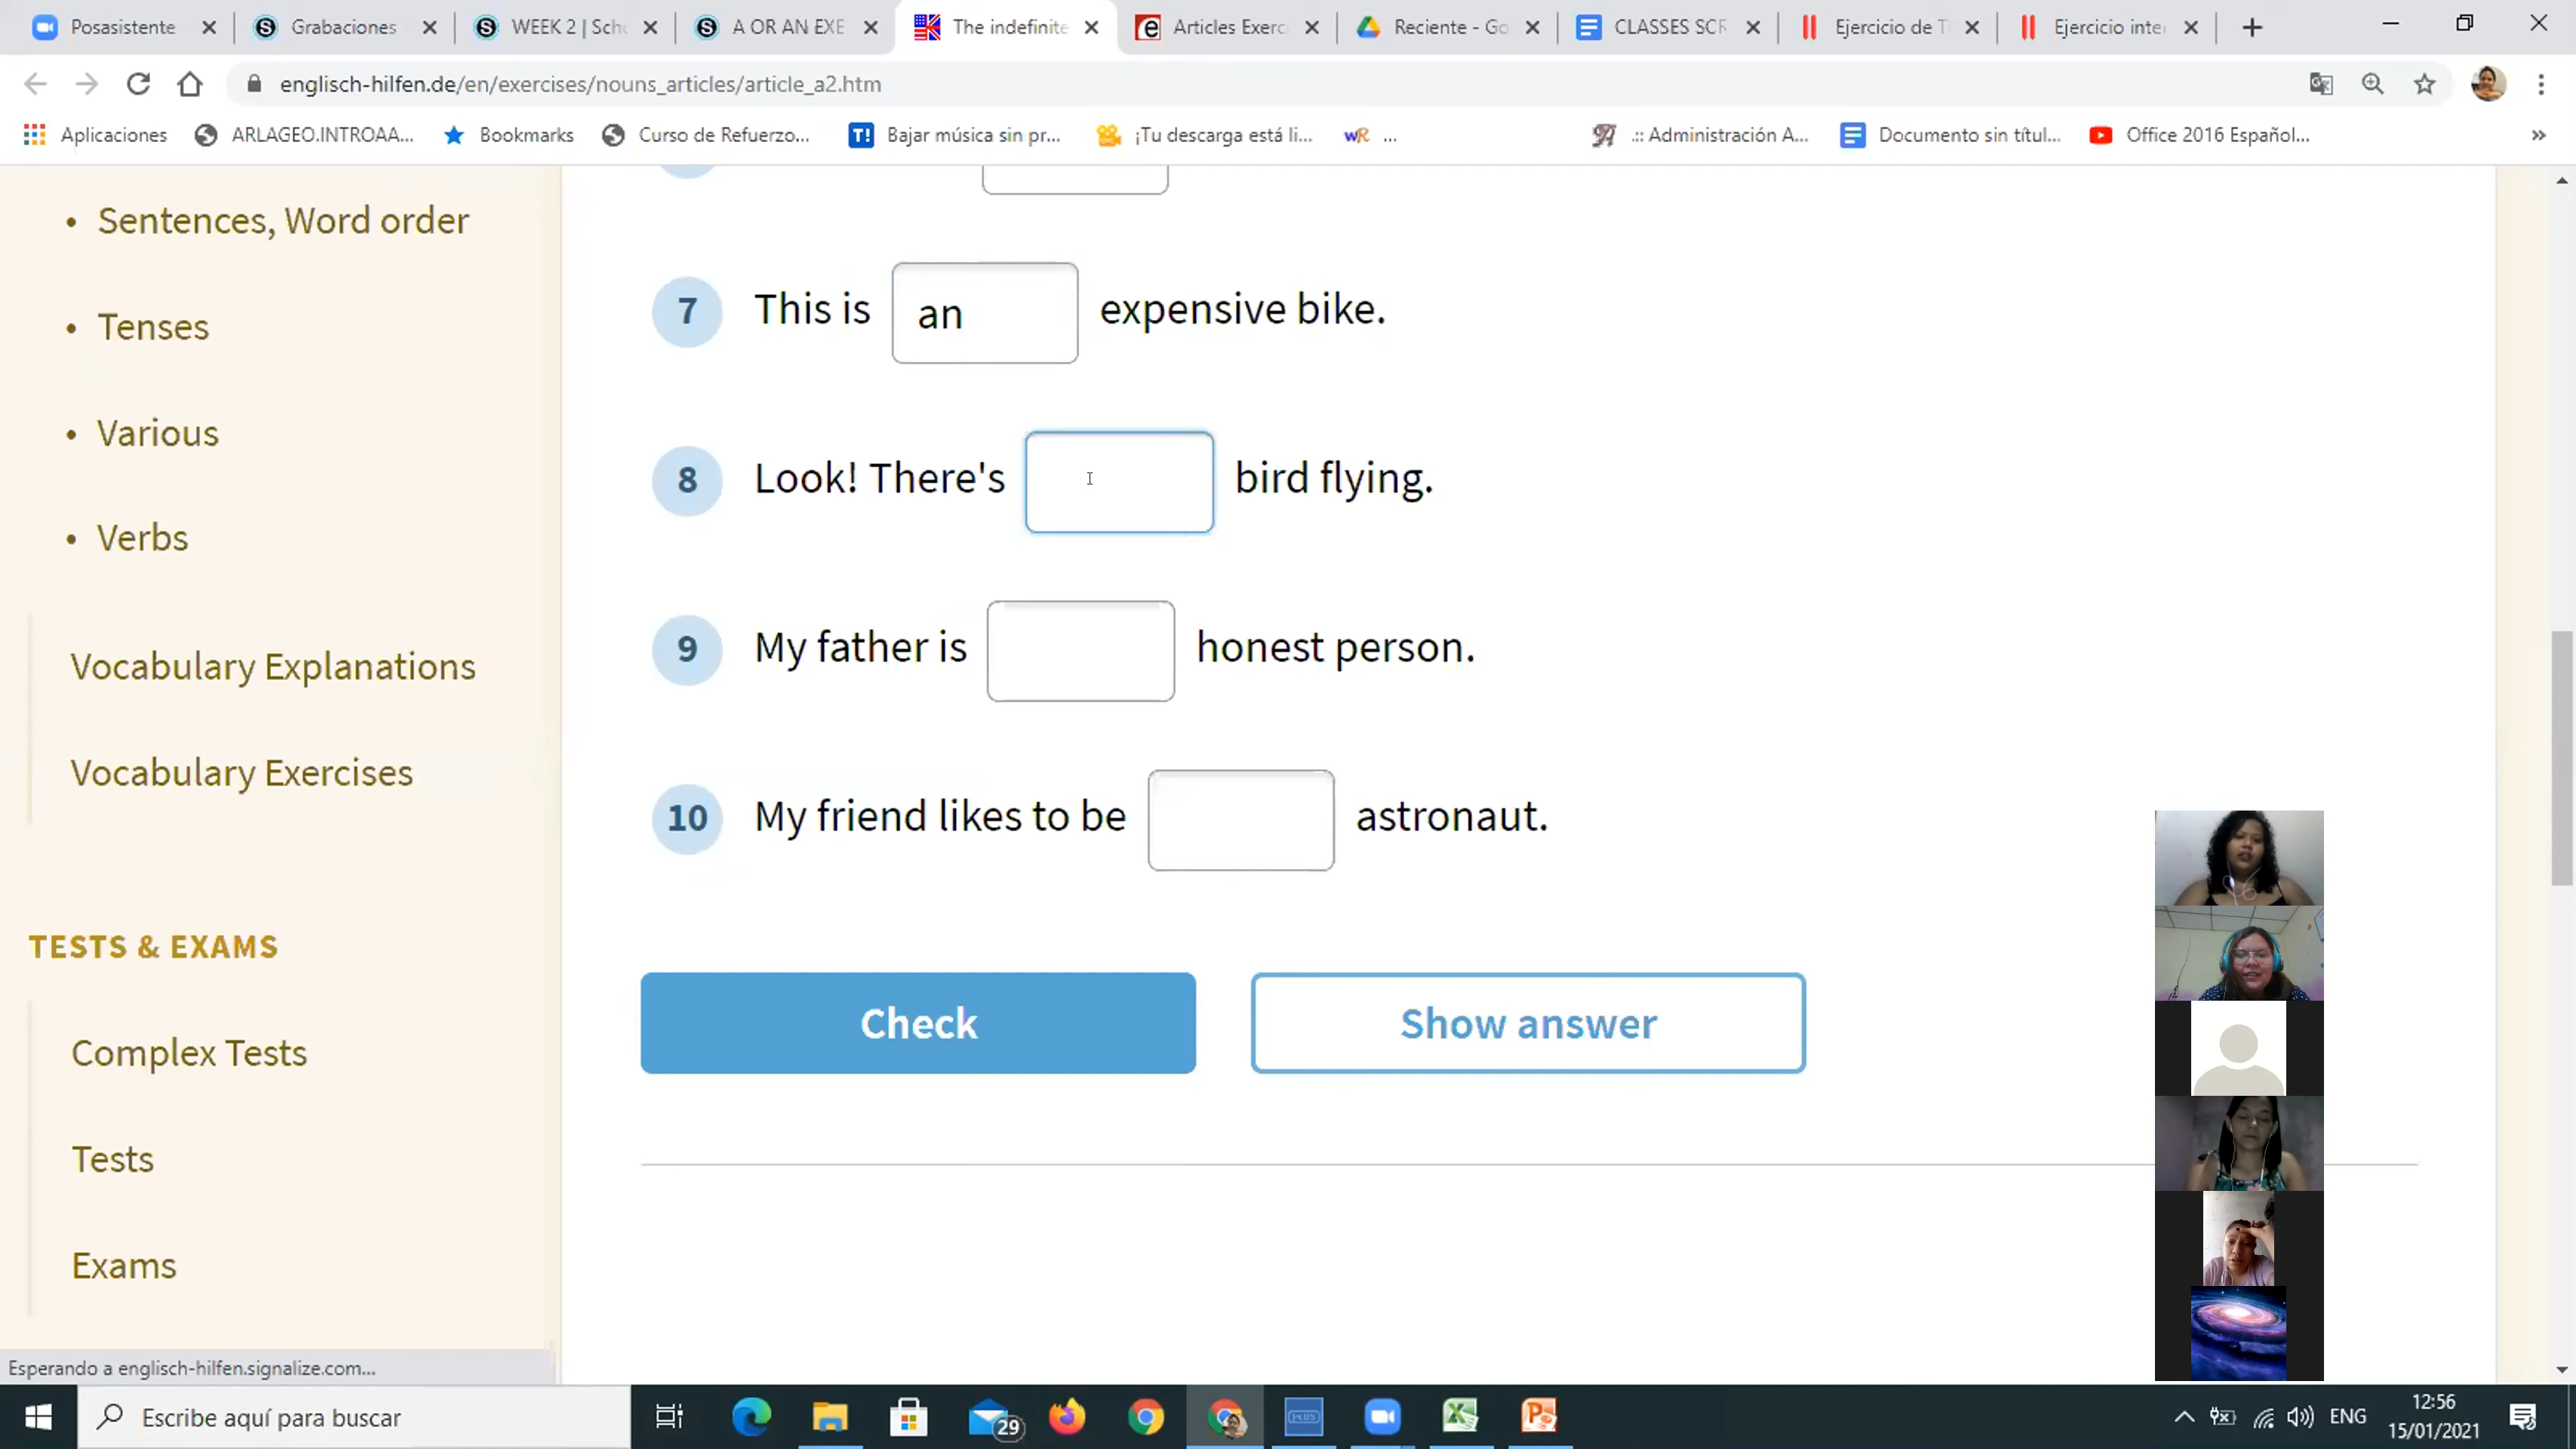 Posasistente
Grabaciones
WEEK 2 | Sch
A OR AN EXE
The indefinite
Articles Exerc
Reciente - Go
CLASSES SCR
Ejercicio de T
Ejercicio inte
englisch-hilfen.de/en/exercises/nouns_articles/article_a2.htm
Aplicaciones
ARLAGEO.INTROAA...
Bookmarks
Curso de Refuerzo...
Bajar música sin pr...
¡Tu descarga está li...
...
.:: Administración A...
Documento sin títul...
Office 2016 Español...
»
• Sentences, Word order
• Tenses
• Various
• Verbs
Vocabulary Explanations
Vocabulary Exercises
TESTS & EXAMS
Complex Tests
Tests
Exams
7 This is an expensive bike.
8 Look! There's bird flying.
9 My father is honest person.
10 My friend likes to be astronaut.
Check
Show answer
Esperando a englisch-hilfen.signalize.com...
Escribe aquí para buscar
29
ENG
12:56
15/01/2021